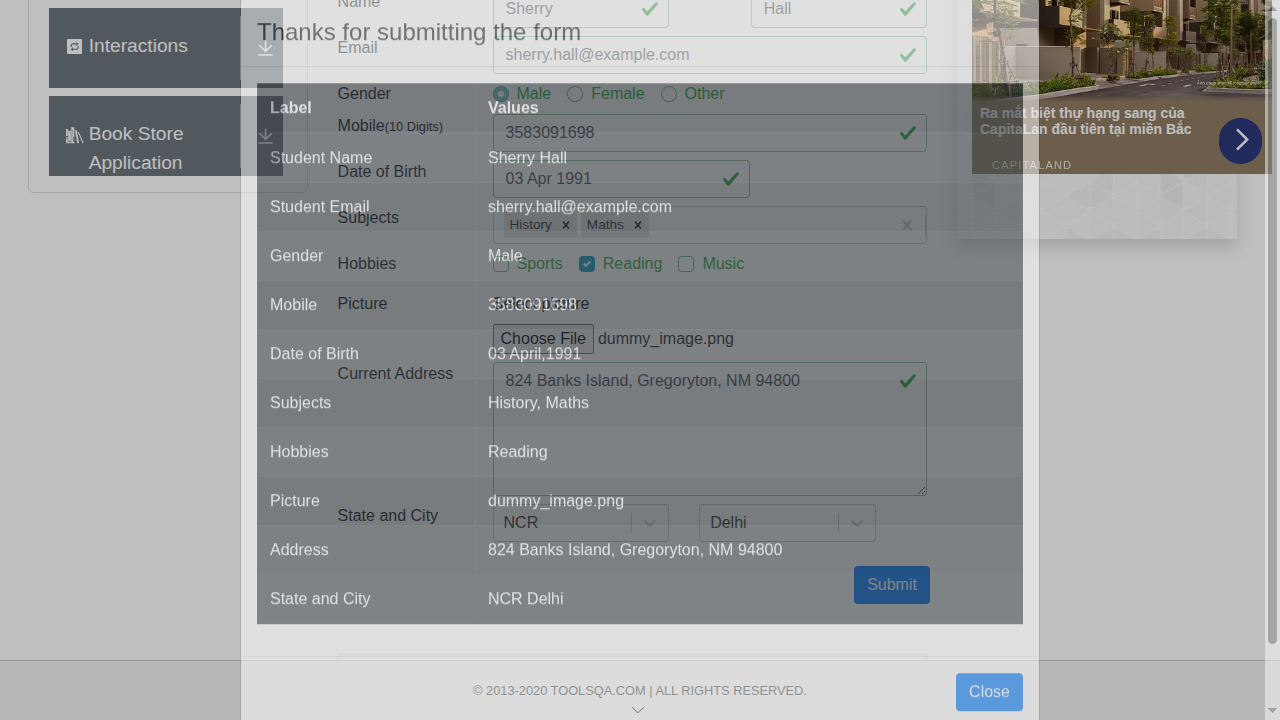 Interactions
Book Store
Application
Name
Sherry
Hall
Thanks for submitting the form
Email
sherry.hall@example.com
Gender
Male
Female
Other
Label
Values
Mobile(10 Digits)
3583091698
Student Name
Sherry Hall
Date of Birth
03 Apr 1991
Student Email
sherry.hall@example.com
Subjects
History
Maths
Gender
Male
Hobbies
Sports
Reading
Music
Mobile
3583091698
Picture
Select picture
Choose File
dummy_image.png
Date of Birth
03 April,1991
Current Address
824 Banks Island, Gregoryton, NM 94800
Subjects
History, Maths
Hobbies
Reading
Picture
dummy_image.png
State and City
NCR
Delhi
Address
824 Banks Island, Gregoryton, NM 94800
Submit
State and City
NCR Delhi
© 2013-2020 TOOLSQA.COM | ALL RIGHTS RESERVED.
Close
Ra mắt biệt thự hạng sang của
CapitaLan đầu tiên tại miền Bắc
CAPITALAND